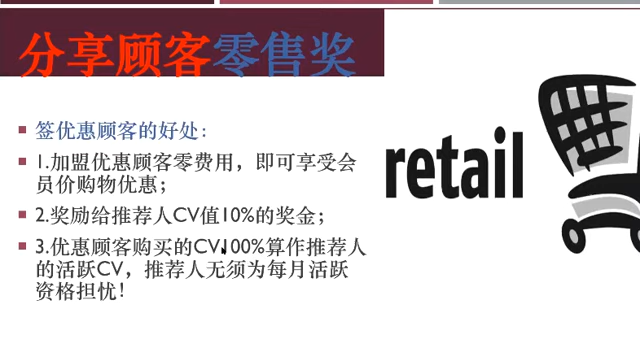 分享顾客零售奖
签优惠顾客的好处：
1.加盟优惠顾客零费用，即可享受会
员价购物优惠；
2.奖励给推荐人CV值10%的奖金；
3.优惠顾客购买的CV,100%算作推荐人
的活跃CV，推荐人无须为每月活跃
资格担忧！
retail